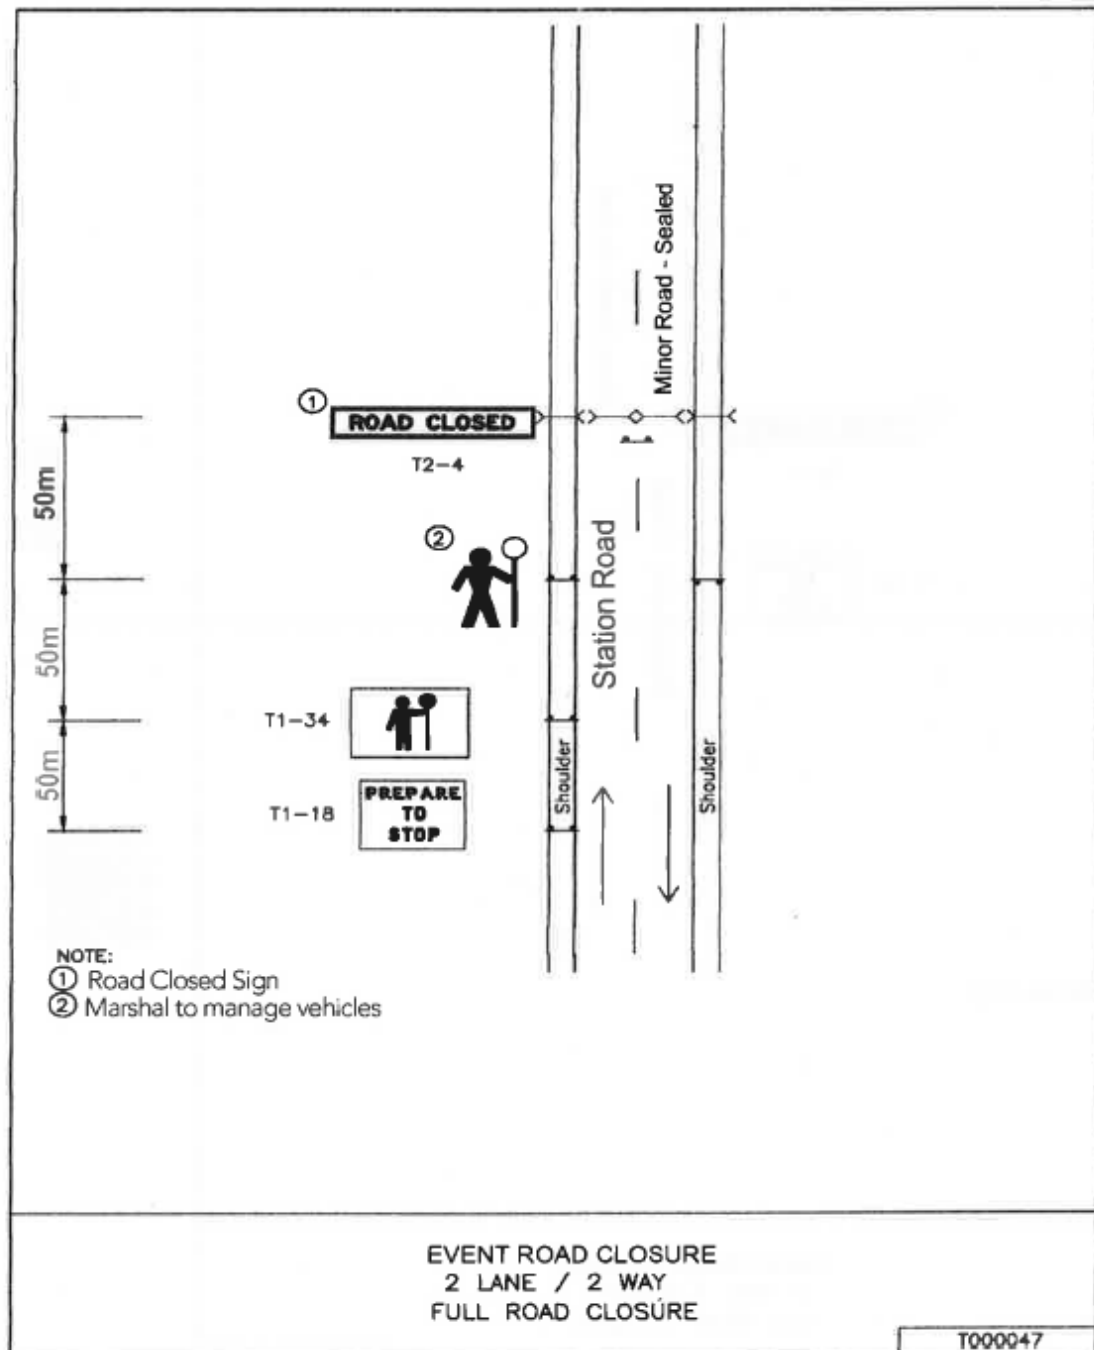 Minor Road - Sealed
①
ROAD CLOSED
T2-4
50m
②
Station Road
50m
T1-34
50m
Shoulder
Shoulder
T1-18
PREPARE
TO
STOP
NOTE:
① Road Closed Sign
② Marshal to manage vehicles
EVENT ROAD CLOSURE
2 LANE / 2 WAY
FULL ROAD CLOSURE
T000047